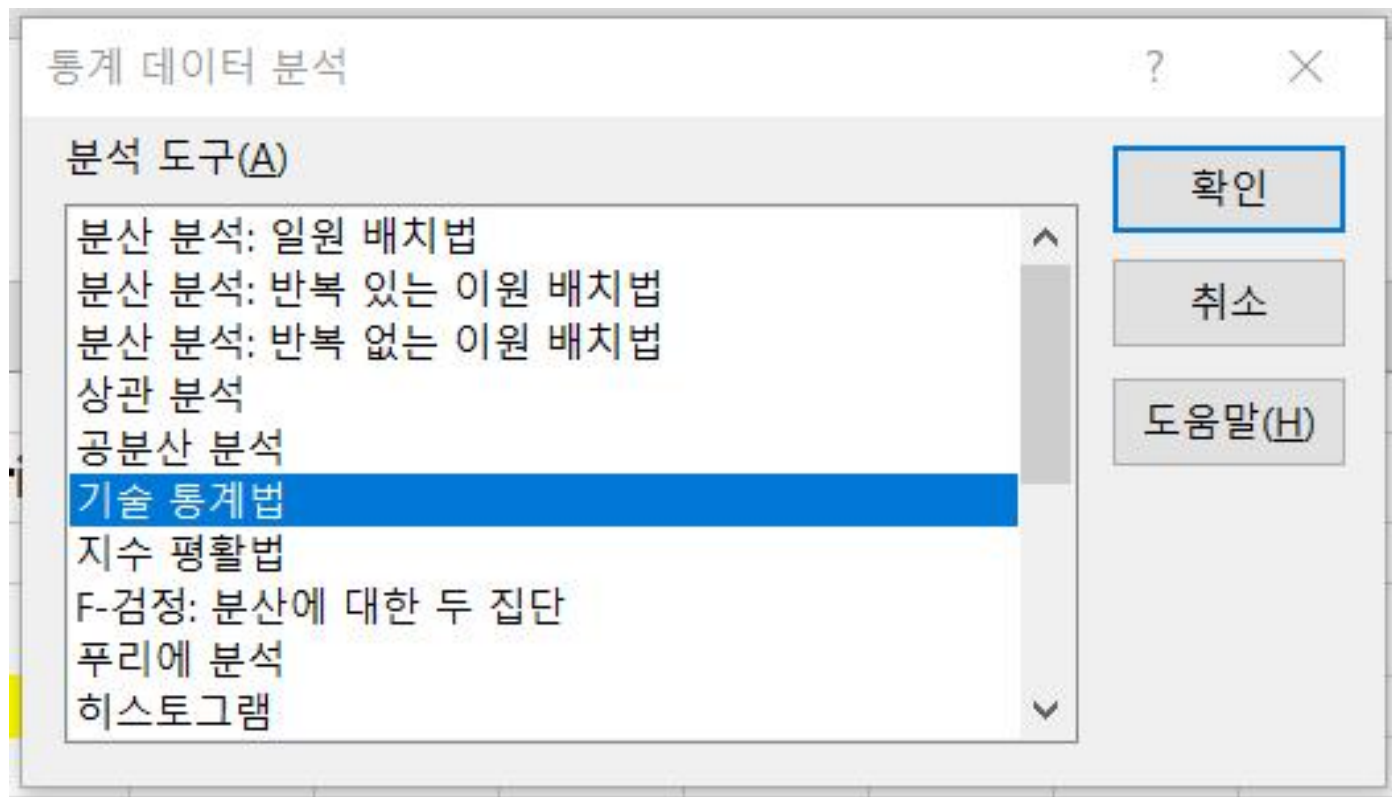 통계 데이터 분석
분석 도구(A)
분산 분석: 일원 배치법
분산 분석: 반복 있는 이원 배치법
분산 분석: 반복 없는 이원 배치법
상관 분석
공분산 분석
기술 통계법
지수 평활법
F-검정: 분산에 대한 두 집단
푸리에 분석
히스토그램
확인
취소
도움말(H)